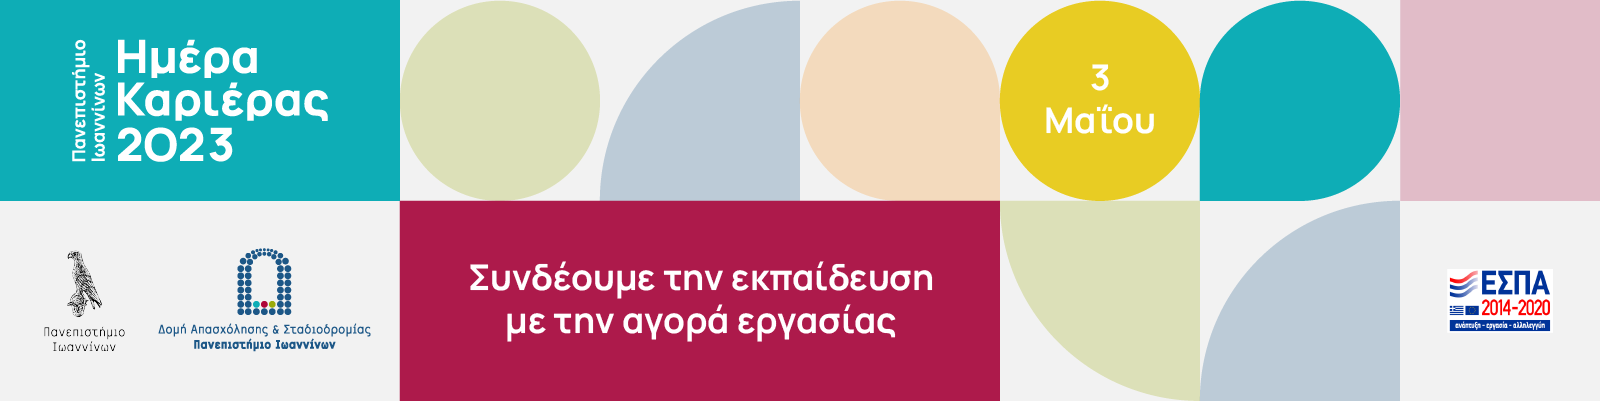 Πανεπιστήμιο
Ιωαννίνων
Ημέρα
Καριέρας
2023
3
Μαΐου
Πανεπιστήμιο
Ιωαννίνων
Δομή Απασχόλησης & Σταδιοδρομίας
Πανεπιστήμιο Ιωαννίνων
Συνδέουμε την εκπαίδευση
με την αγορά εργασίας
ΕΣΠΑ
2014-2020
ανάπτυξη - εργασία - αλληλεγγύη